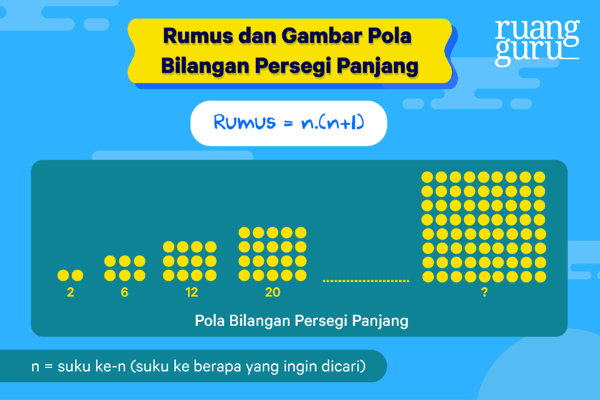 Rumus dan Gambar Pola
Bilangan Persegi Panjang
ruang
guru
Rumus = n.(n+1)
2 6 12 20 ?
Pola Bilangan Persegi Panjang
n = suku ke-n (suku ke berapa yang ingin dicari)